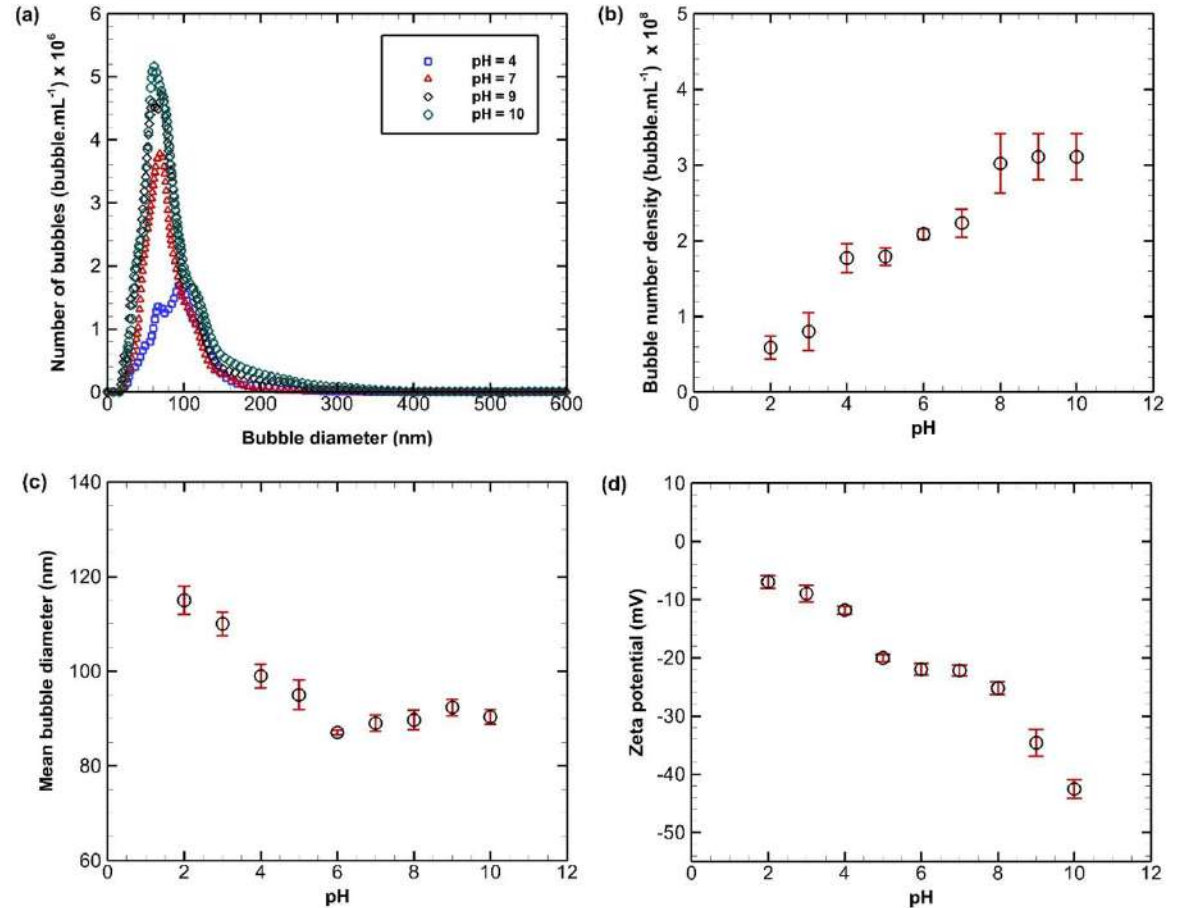 (a)
Number of bubbles (bubble.mL⁻¹) x 10⁶
6
5
4
3
2
1
0
pH = 4
pH = 7
pH = 9
pH = 10
0 100 200 300 400 500 600
Bubble diameter (nm)
(b)
Bubble number density (bubble.mL⁻¹) x 10⁸
5
4
3
2
1
0
0 2 4 6 8 10 12
pH
(c)
Mean bubble diameter (nm)
140
120
100
80
60
0 2 4 6 8 10 12
pH
(d)
Zeta potential (mV)
10
0
-10
-20
-30
-40
-50
0 2 4 6 8 10 12
pH